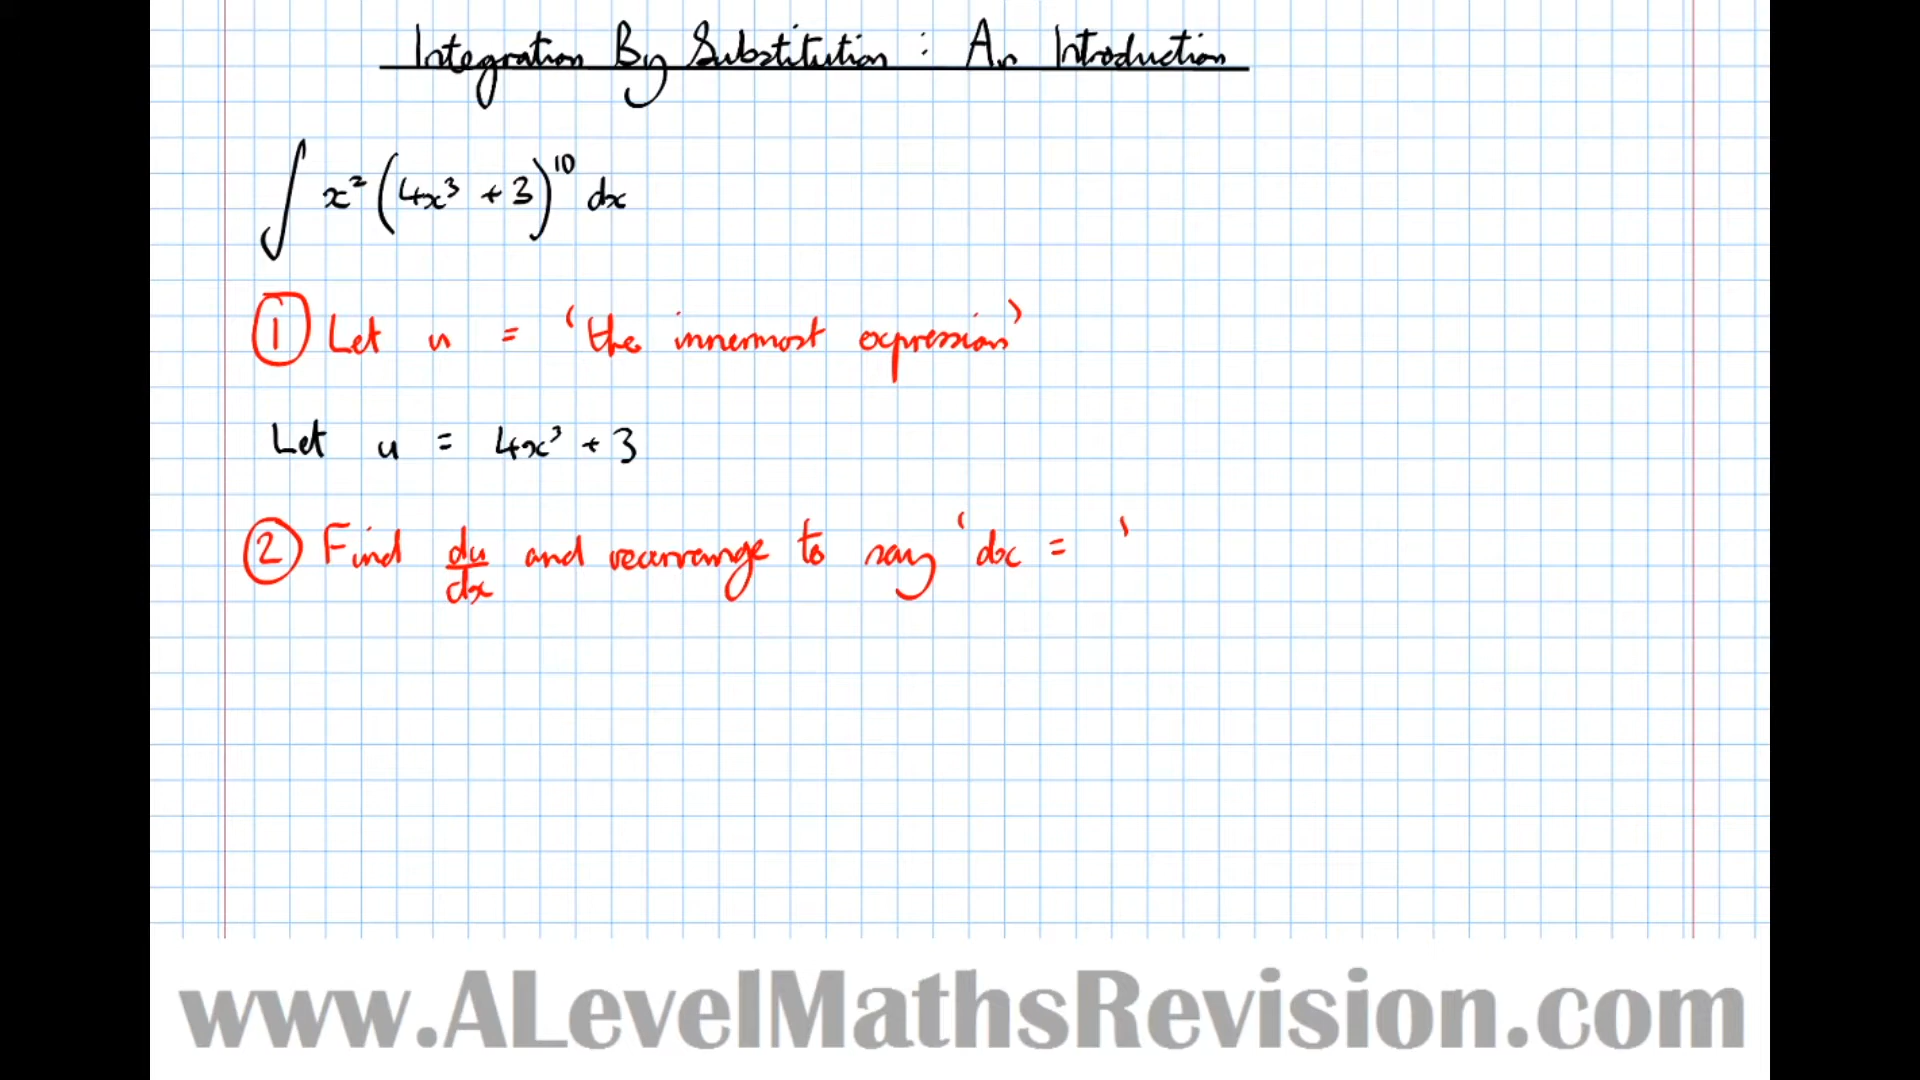 Integration By Substitution : An Introduction
∫ x² (4x³ + 3)¹⁰ dx
① Let u = 'the innermost expression'
Let u = 4x³ + 3
② Find du/dx and rearrange to say 'dx = '
www.ALevelMathsRevision.com